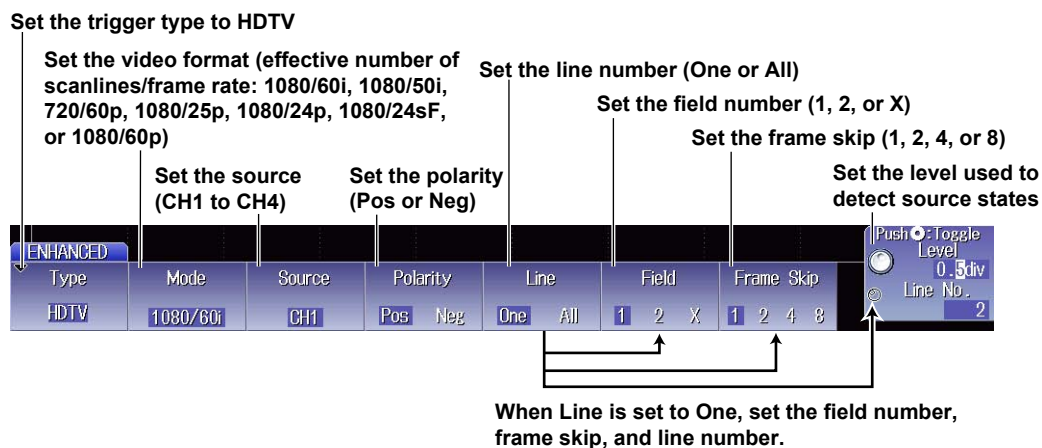 Set the trigger type to HDTV
Set the video format (effective number of
scanlines/frame rate: 1080/60i, 1080/50i,
720/60p, 1080/25p, 1080/24p, 1080/24sF,
or 1080/60p)
Set the line number (One or All)
Set the field number (1, 2, or X)
Set the frame skip (1, 2, 4, or 8)
Set the source
(CH1 to CH4)
Set the polarity
(Pos or Neg)
Set the level used to
detect source states
ENHANCED
Type
HDTV
Mode
1080/60i
Source
CH1
Polarity
Pos Neg
Line
One All
Field
1 2 X
Frame Skip
1 2 4 8
Push :Toggle
Level
0.5div
Line No.
2
When Line is set to One, set the field number,
frame skip, and line number.